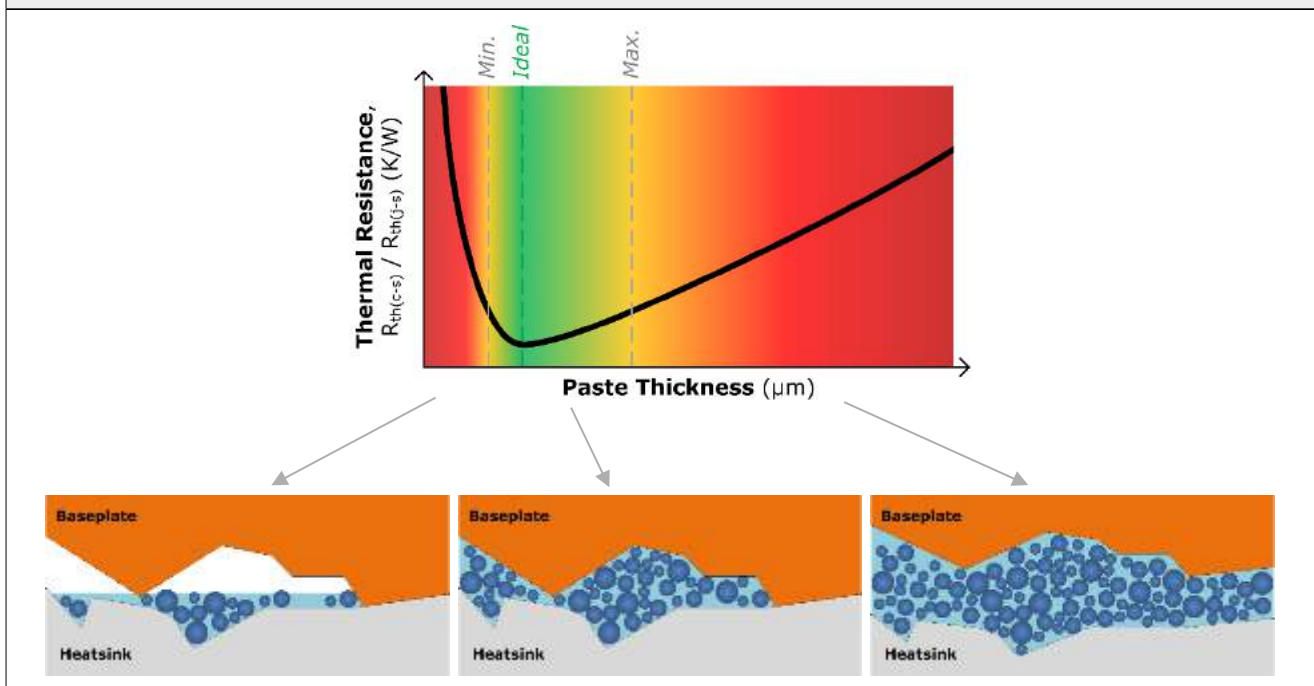 Min.
Ideal
Max.
Thermal Resistance,
Rth(c-s) / Rth(j-s) (K/W)
Paste Thickness (μm)
Baseplate
Heatsink
Baseplate
Heatsink
Baseplate
Heatsink